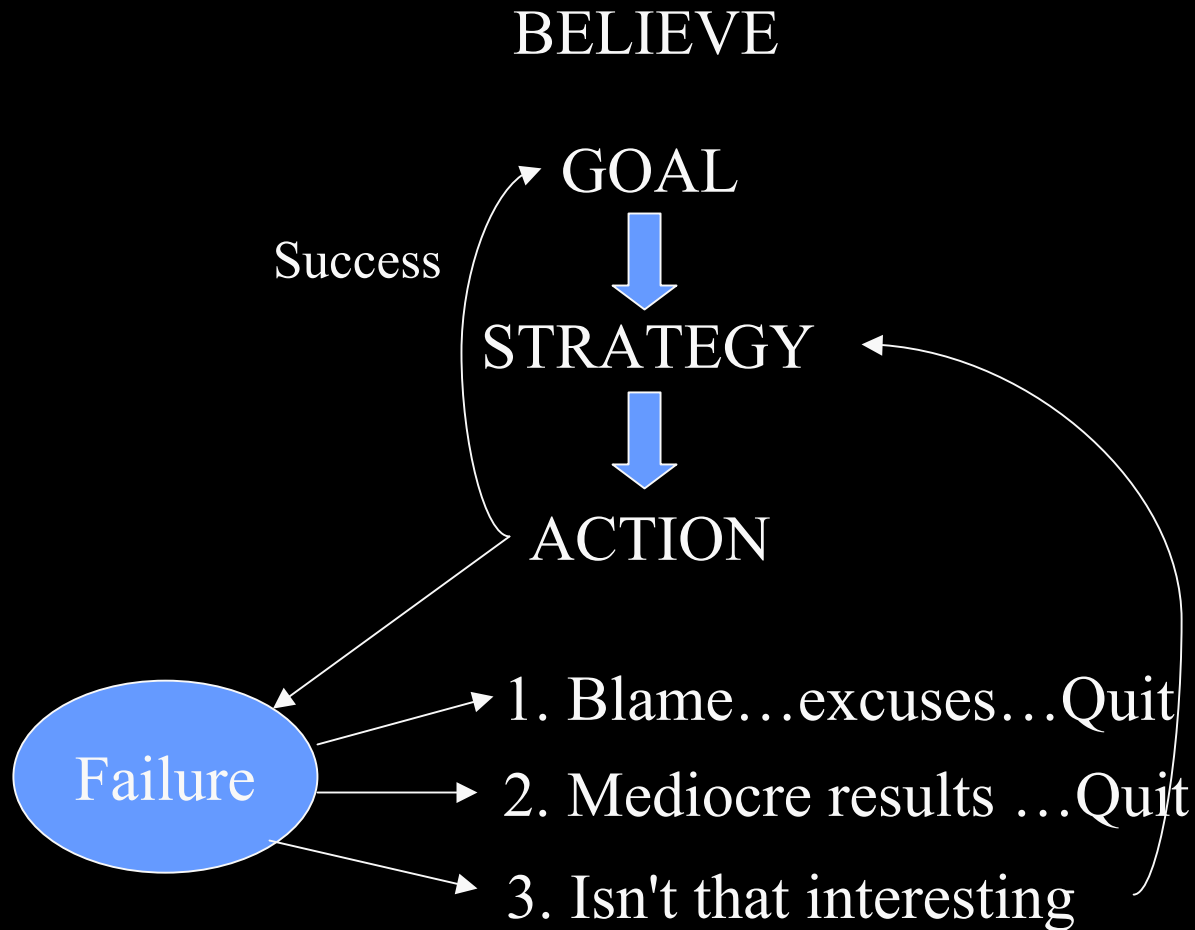 BELIEVE
GOAL
Success
STRATEGY
ACTION
1. Blame…excuses…Quit
Failure
2. Mediocre results …Quit
3. Isn't that interesting